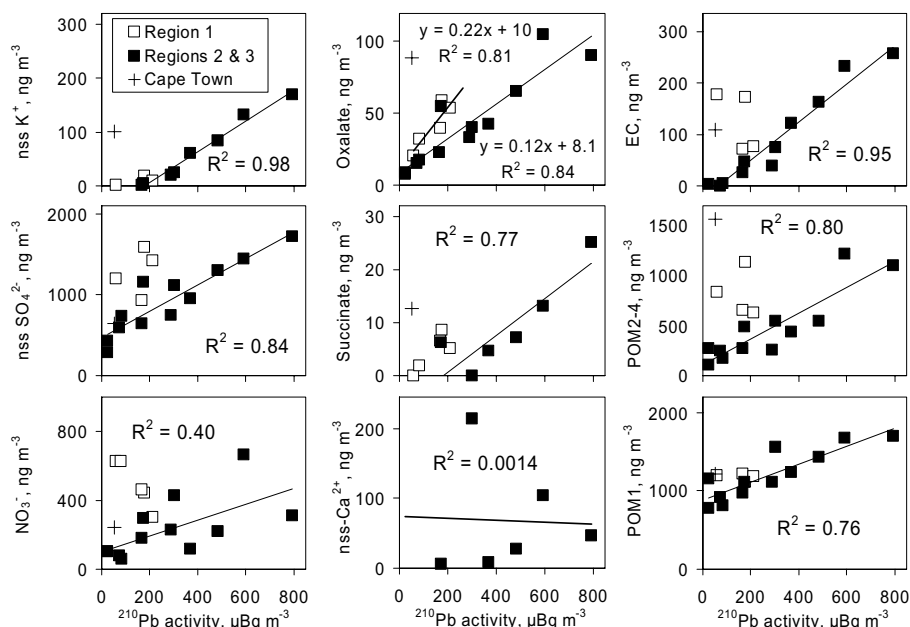 nss K⁺, ng m⁻³
300
200
100
0
□ Region 1
■ Regions 2 & 3
+ Cape Town
R² = 0.98
Oxalate, ng m⁻³
100
50
0
y = 0.22x + 10
R² = 0.81
y = 0.12x + 8.1
R² = 0.84
EC, ng m⁻³
300
200
100
0
R² = 0.95
nss SO₄²⁻, ng m⁻³
2000
1000
0
R² = 0.84
Succinate, ng m⁻³
30
20
10
0
R² = 0.77
POM2-4, ng m⁻³
1500
1000
500
0
R² = 0.80
NO₃⁻, ng m⁻³
800
400
0
R² = 0.40
0 200 400 600 800
²¹⁰Pb activity, µBq m⁻³
nss-Ca²⁺, ng m⁻³
200
100
0
R² = 0.0014
0 200 400 600 800
²¹⁰Pb activity, µBq m⁻³
POM1, ng m⁻³
2000
1000
0
R² = 0.76
0 200 400 600 800
²¹⁰Pb activity, µBq m⁻³